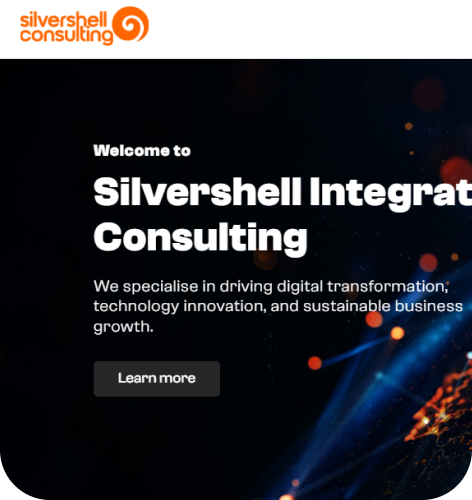 silvershell
consulting
Welcome to
Silvershell Integrat
Consulting
We specialise in driving digital transformation,
technology innovation, and sustainable business
growth.
Learn more